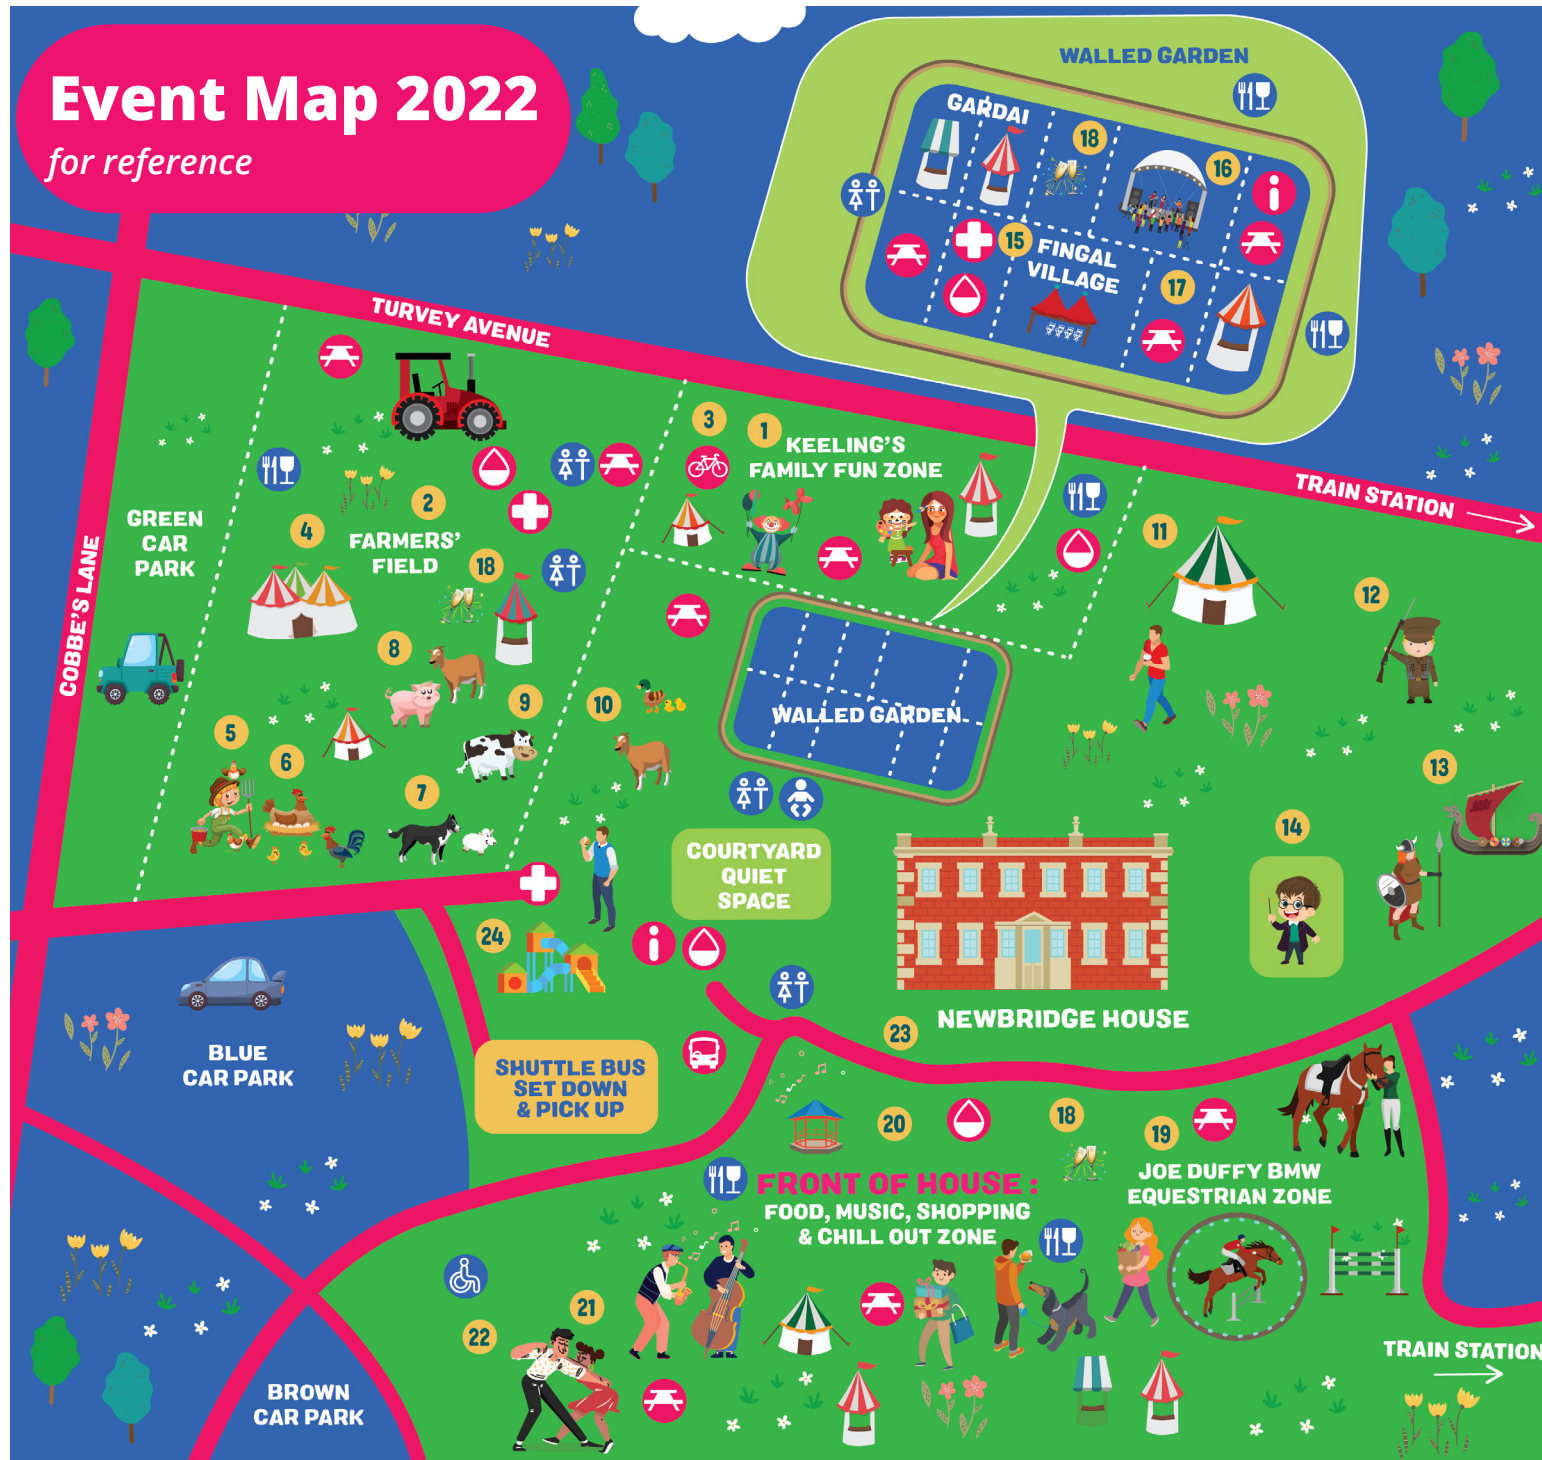 Event Map 2022
for reference
WALLED GARDEN
GARDAI
18
16
15
FINGAL
VILLAGE
17
TURVEY AVENUE
TRAIN STATION
COBBE'S LANE
GREEN
CAR
PARK
3
1
KEELING'S
FAMILY FUN ZONE
2
4
FARMERS'
FIELD
18
11
12
8
9
10
WALLED GARDEN
5
6
7
13
14
COURTYARD
QUIET
SPACE
24
23
NEWBRIDGE HOUSE
BLUE
CAR PARK
SHUTTLE BUS
SET DOWN
& PICK UP
20
18
19
JOE DUFFY BMW
EQUESTRIAN ZONE
FRONT OF HOUSE :
FOOD, MUSIC, SHOPPING
& CHILL OUT ZONE
21
22
TRAIN STATION
BROWN
CAR PARK